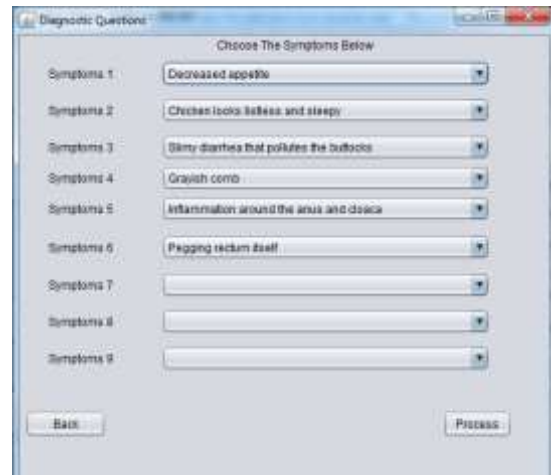 Diagnostic Questions
Choose The Symptoms Below
Symptoms 1 Decreased appetite
Symptoms 2 Chicken looks listless and sleepy
Symptoms 3 Slimy diarrhea that pollutes the buttocks
Symptoms 4 Grayish comb
Symptoms 5 Inflammation around the anus and cloaca
Symptoms 6 Pegging rectum itself
Symptoms 7
Symptoms 8
Symptoms 9
Back Process